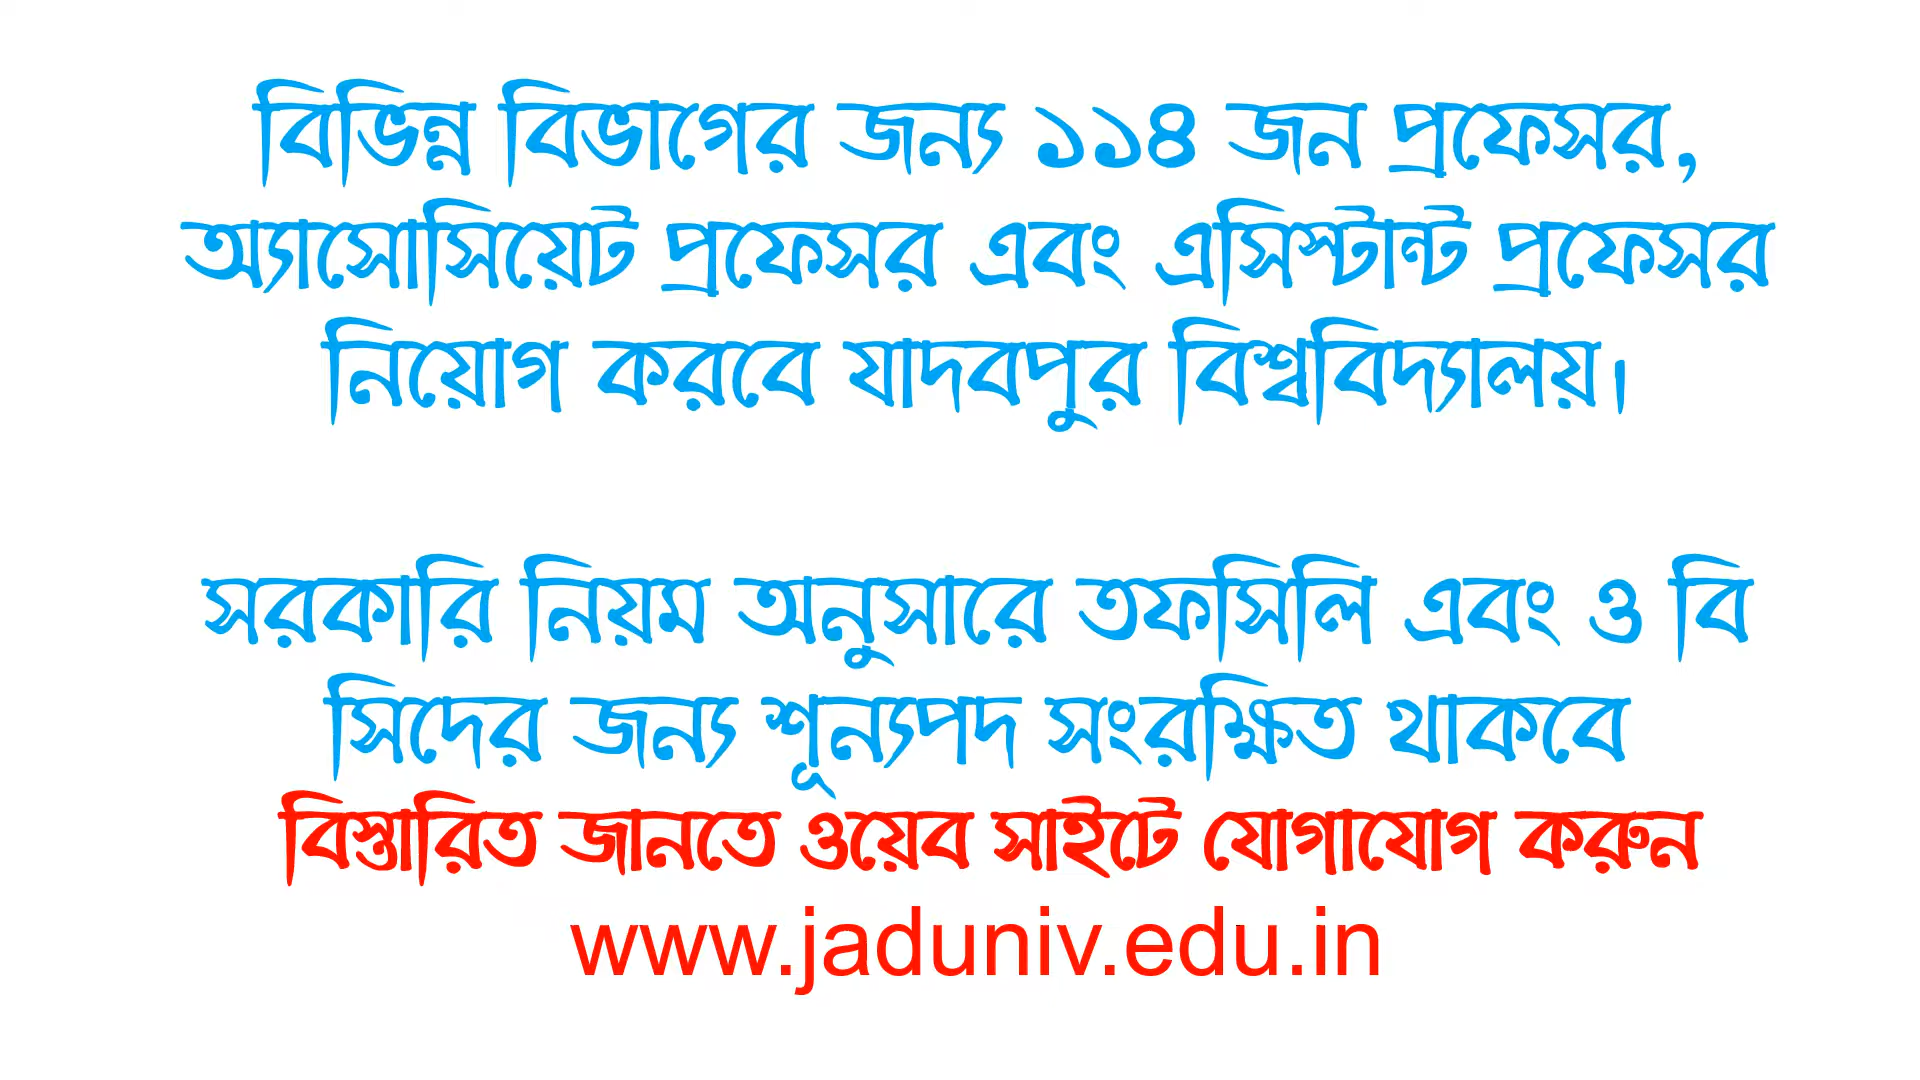 বিভিন্ন বিভাগের জন্য ১১৪ জন প্রফেসর,
অ্যাসোসিয়েট প্রফেসর এবং এসিস্টান্ট প্রফেসর
নিয়োগ করবে যাদবপুর বিশ্ববিদ্যালয়।
সরকারি নিয়ম অনুসারে তফসিলি এবং ও বি
সিদের জন্য শূন্যপদ সংরক্ষিত থাকবে
বিস্তারিত জানতে ওয়েব সাইটে যোগাযোগ করুন
www.jaduniv.edu.in